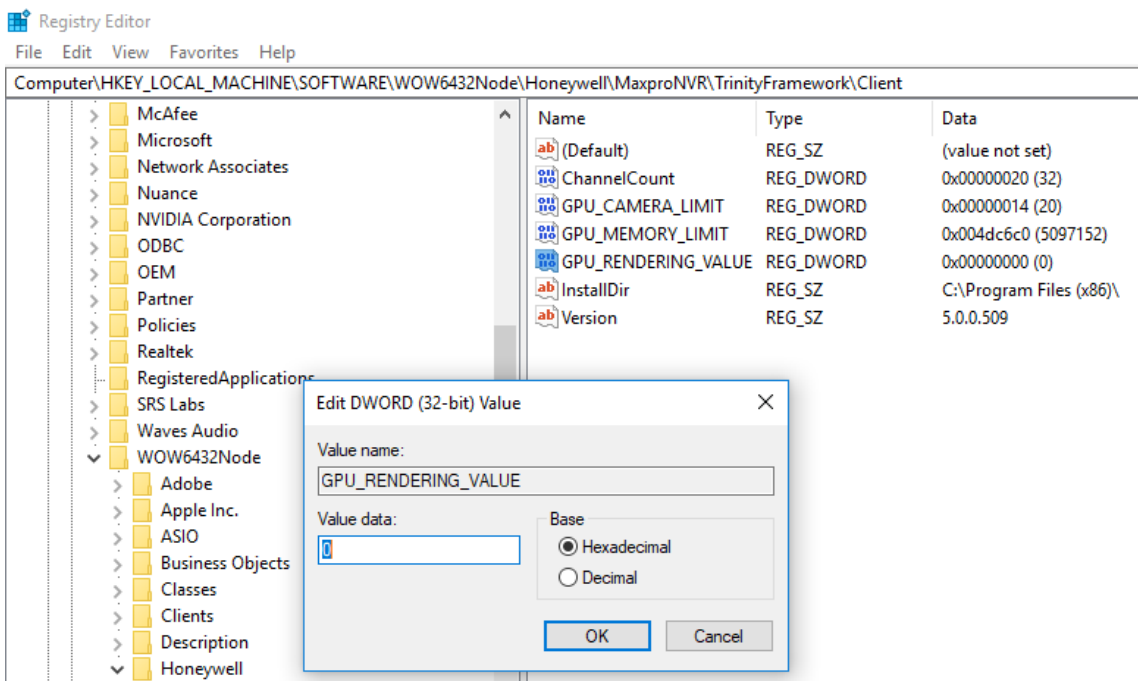 Registry Editor
File Edit View Favorites Help
Computer\HKEY_LOCAL_MACHINE\SOFTWARE\WOW6432Node\Honeywell\MaxproNVR\TrinityFramework\Client
McAfee
Microsoft
Network Associates
Nuance
NVIDIA Corporation
ODBC
OEM
Partner
Policies
Realtek
RegisteredApplications
SRS Labs
Waves Audio
WOW6432Node
Adobe
Apple Inc.
ASIO
Business Objects
Classes
Clients
Description
Honeywell
Name Type Data
(Default) REG_SZ (value not set)
ChannelCount REG_DWORD 0x00000020 (32)
GPU_CAMERA_LIMIT REG_DWORD 0x00000014 (20)
GPU_MEMORY_LIMIT REG_DWORD 0x004dc6c0 (5097152)
GPU_RENDERING_VALUE REG_DWORD 0x00000000 (0)
InstallDir REG_SZ C:\Program Files (x86)\
Version REG_SZ 5.0.0.509
Edit DWORD (32-bit) Value
Value name:
GPU_RENDERING_VALUE
Value data:
0
Base
Hexadecimal
Decimal
OK Cancel